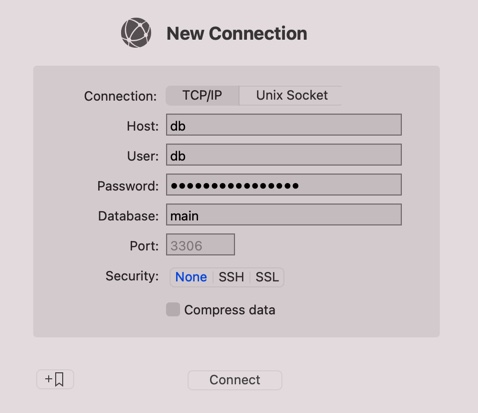 New Connection
Connection: TCP/IP Unix Socket
Host: db
User: db
Password: ••••••••••••••••
Database: main
Port: 3306
Security: None SSH SSL
Compress data
+
Connect